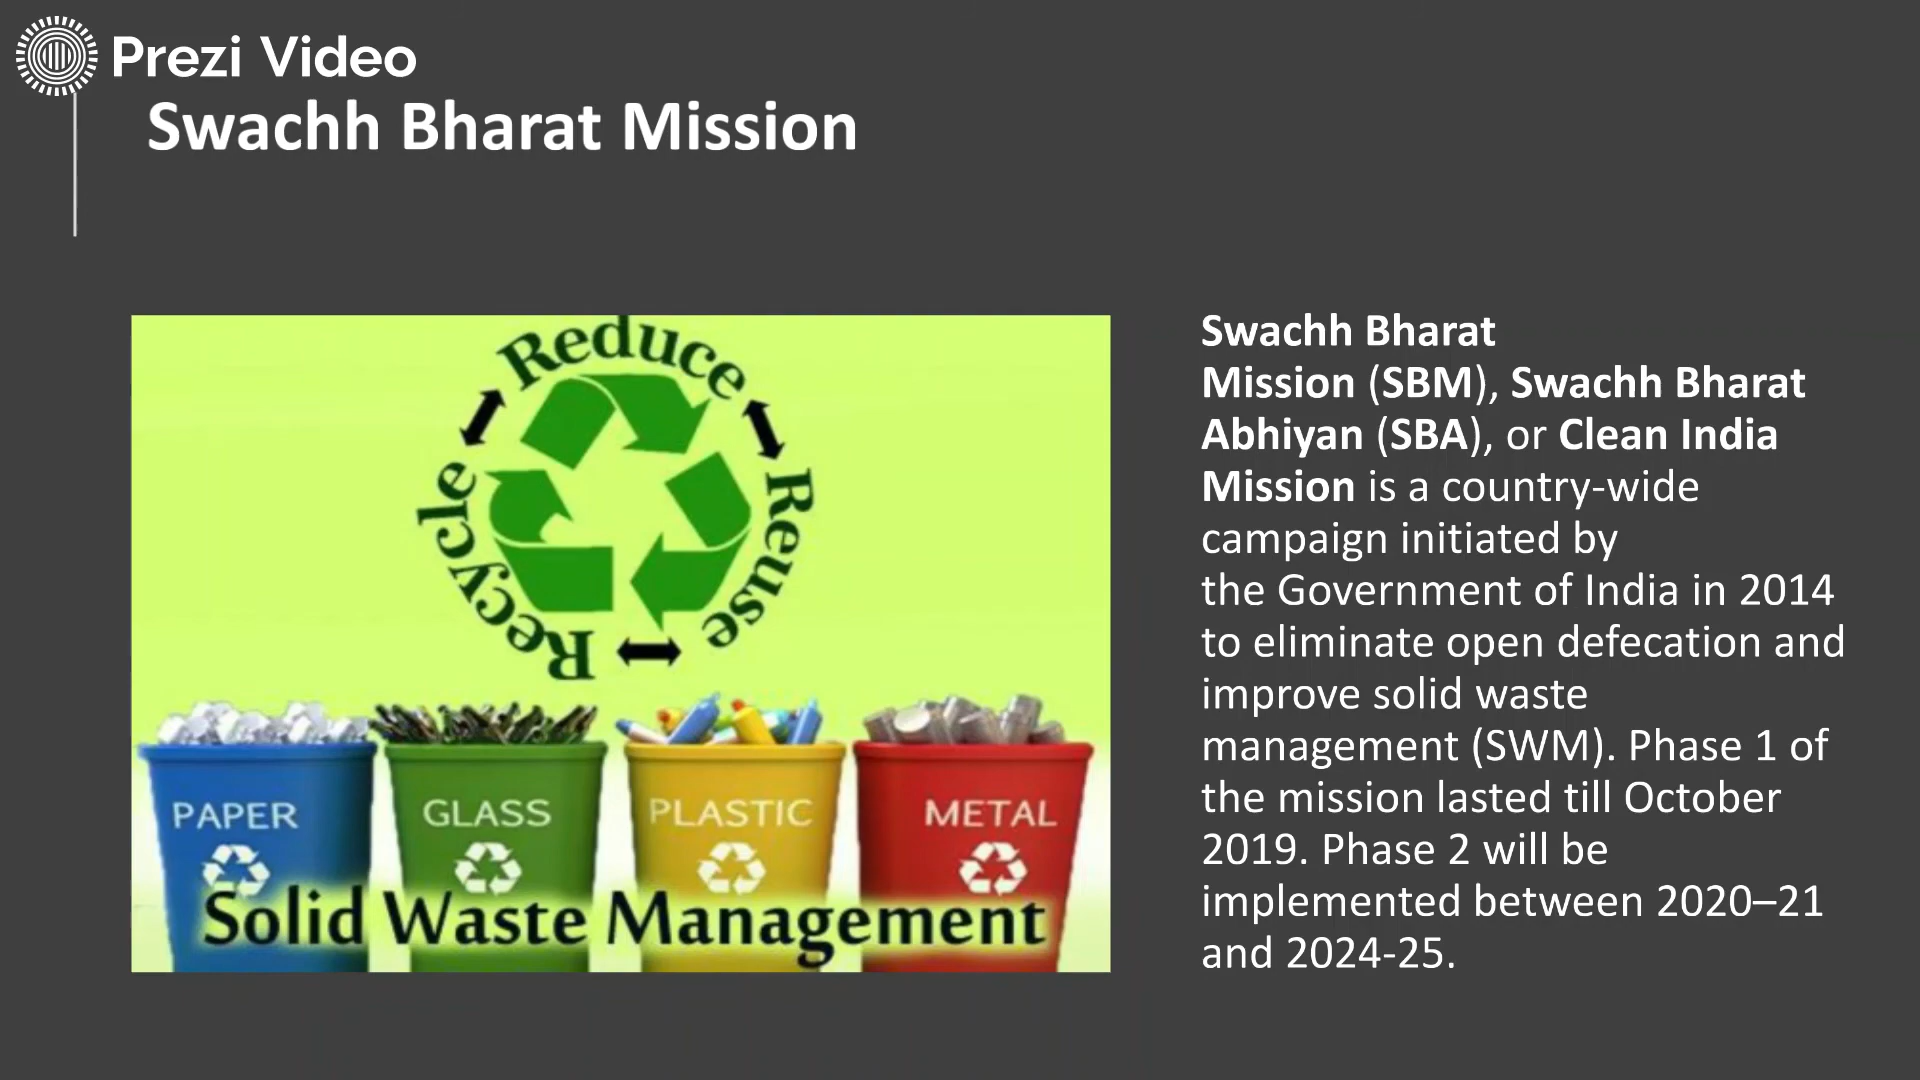 Prezi Video
Swachh Bharat Mission
Reduce
Reuse
Recycle
PAPER
GLASS
PLASTIC
METAL
Solid Waste Management
Swachh Bharat
Mission (SBM), Swachh Bharat
Abhiyan (SBA), or Clean India
Mission is a country-wide
campaign initiated by
the Government of India in 2014
to eliminate open defecation and
improve solid waste
management (SWM). Phase 1 of
the mission lasted till October
2019. Phase 2 will be
implemented between 2020–21
and 2024-25.